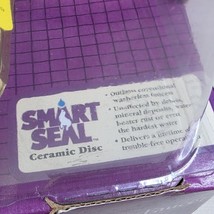 SMART
SEAL™
Ceramic Disc
• Outlasts conventional
washerless faucets
• Unaffected by debris,
mineral deposits, water
heater rust or even
the hardest water
• Delivers a lifetime of
trouble-free operation